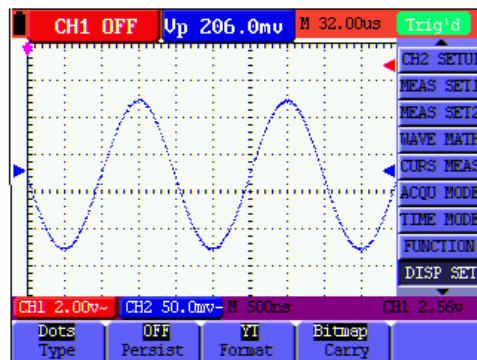 CH1 OFF Vp 206.0mv M 32.00us Trig'd
CH2 SETUP
MEAS SET1
MEAS SET2
WAVE MATH
CURS MEAS
ACQU MODE
TIME MODE
FUNCTION
DISP SET
CH1 2.00v~ CH2 50.0mv- M 500ns CH1 2.56v
Dots OFF YT Bitmap
Type Persist Format Carry